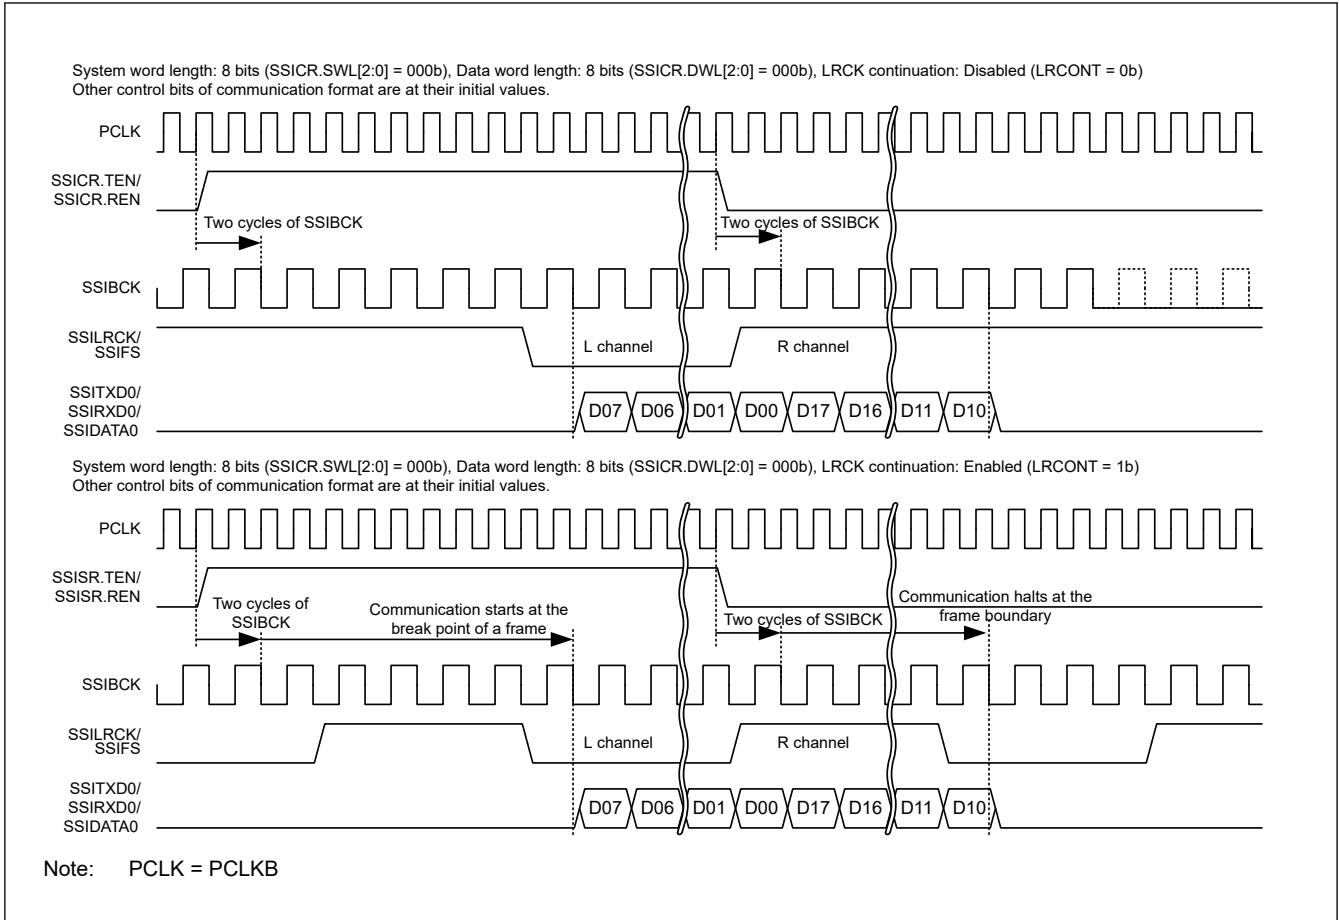 System word length: 8 bits (SSICR.SWL[2:0] = 000b), Data word length: 8 bits (SSICR.DWL[2:0] = 000b), LRCK continuation: Disabled (LRCONT = 0b)
Other control bits of communication format are at their initial values.
PCLK
SSICR.TEN/
SSICR.REN
Two cycles of SSIBCK
Two cycles of SSIBCK
SSIBCK
SSILRCK/
SSIFS
L channel
R channel
SSITXD0/
SSIRXD0/
SSIDATA0
D07 D06 D01 D00 D17 D16 D11 D10
System word length: 8 bits (SSICR.SWL[2:0] = 000b), Data word length: 8 bits (SSICR.DWL[2:0] = 000b), LRCK continuation: Enabled (LRCONT = 1b)
Other control bits of communication format are at their initial values.
PCLK
SSISR.TEN/
SSISR.REN
Two cycles of
SSIBCK
Communication starts at the
break point of a frame
Two cycles of SSIBCK
Communication halts at the
frame boundary
SSIBCK
SSILRCK/
SSIFS
L channel
R channel
SSITXD0/
SSIRXD0/
SSIDATA0
D07 D06 D01 D00 D17 D16 D11 D10
Note: PCLK = PCLKB